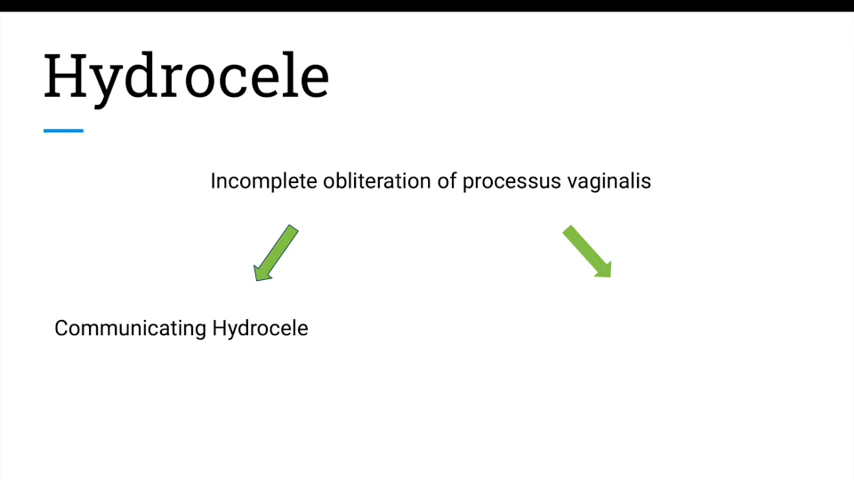 Hydrocele
Incomplete obliteration of processus vaginalis
Communicating Hydrocele